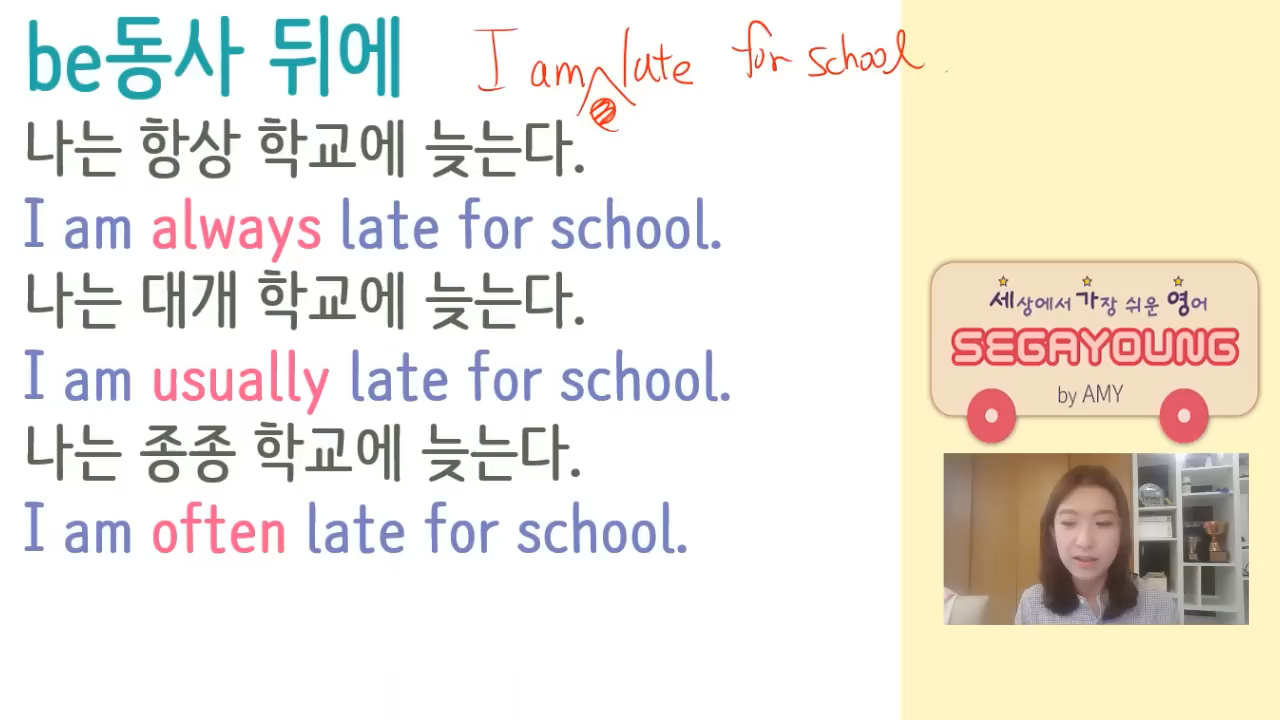 be동사 뒤에
I am late for school.
나는 항상 학교에 늦는다.
I am always late for school.
나는 대개 학교에 늦는다.
I am usually late for school.
나는 종종 학교에 늦는다.
I am often late for school.
세상에서 가장 쉬운 영어
SEGAYOUNG
by AMY